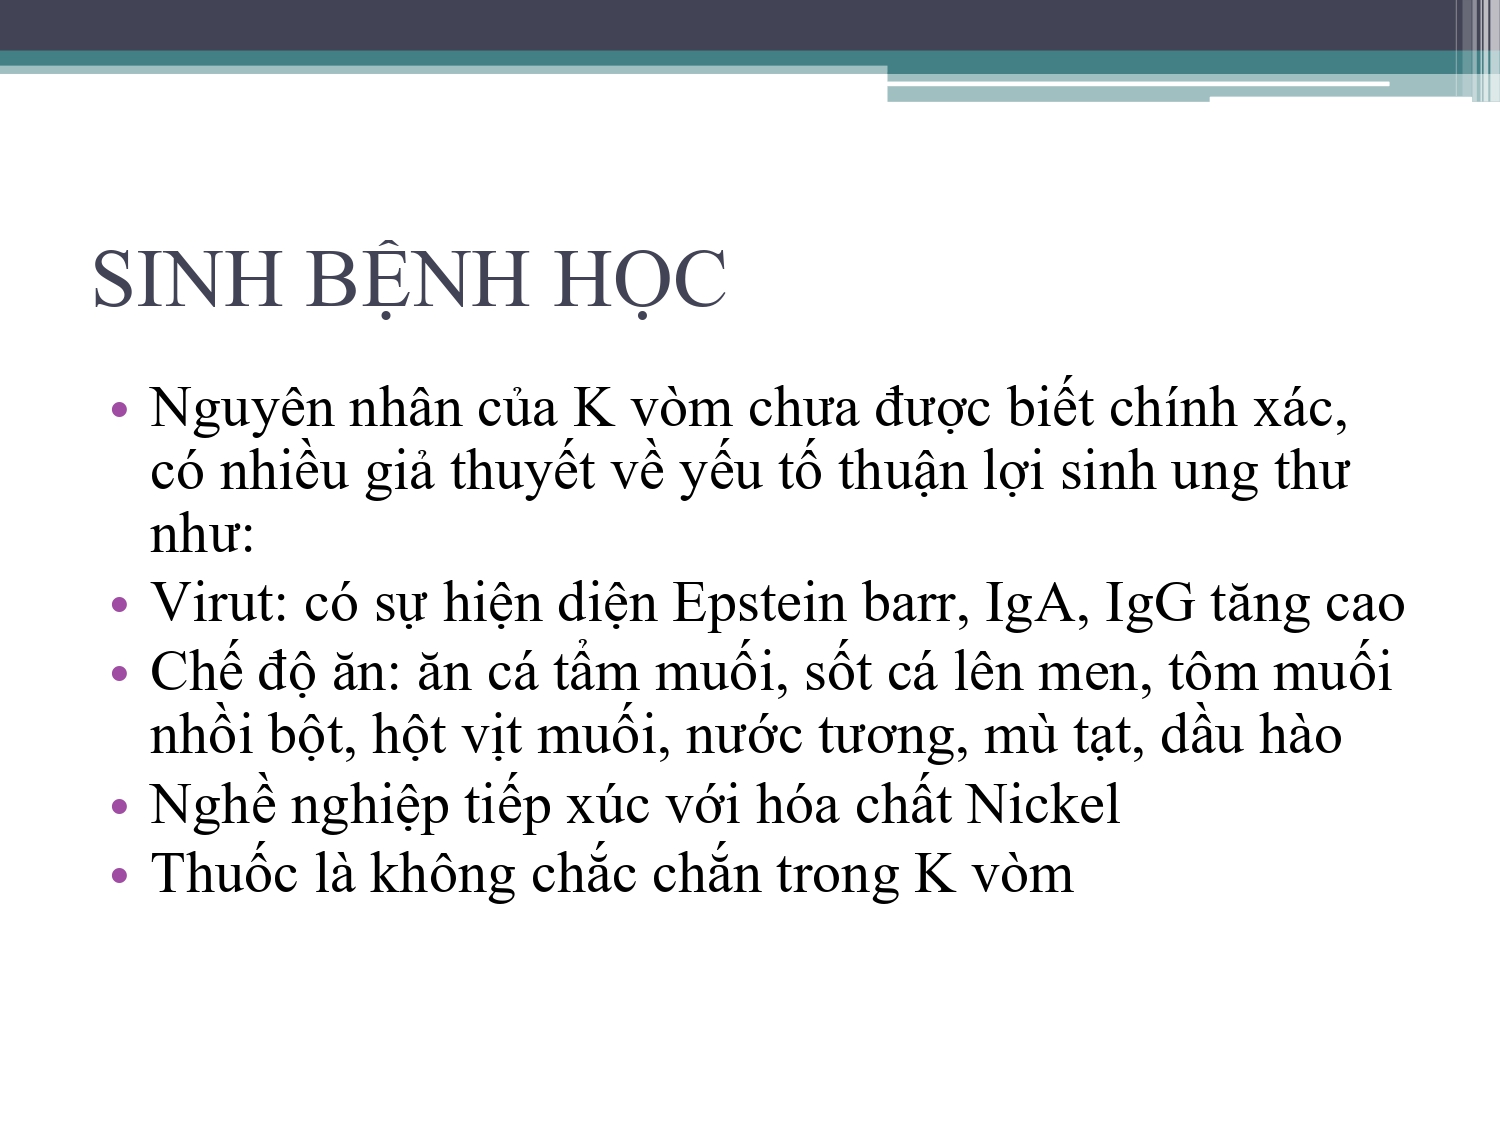 SINH BỆNH HỌC
• Nguyên nhân của K vòm chưa được biết chính xác,
có nhiều giả thuyết về yếu tố thuận lợi sinh ung thư
như:
• Virut: có sự hiện diện Epstein barr, IgA, IgG tăng cao
• Chế độ ăn: ăn cá tẩm muối, sốt cá lên men, tôm muối
nhồi bột, hột vịt muối, nước tương, mù tạt, dầu hào
• Nghề nghiệp tiếp xúc với hóa chất Nickel
• Thuốc là không chắc chắn trong K vòm